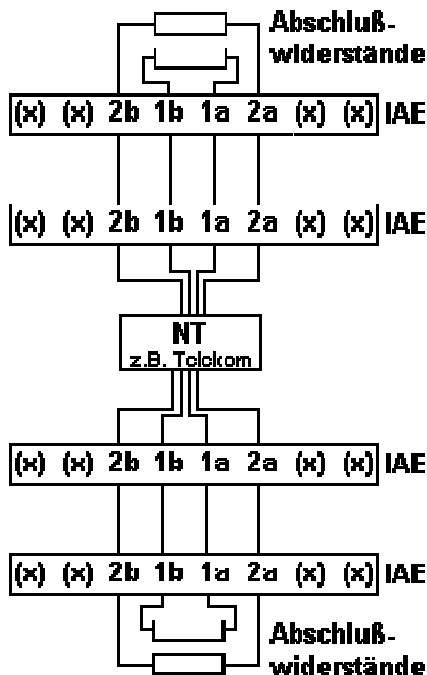 Abschluß-
widerstände
(x) (x) 2b 1b 1a 2a (x) (x) IAE
(x) (x) 2b 1b 1a 2a (x) (x) IAE
NT
z.B. Telekom
(x) (x) 2b 1b 1a 2a (x) (x) IAE
(x) (x) 2b 1b 1a 2a (x) (x) IAE
Abschluß-
widerstände